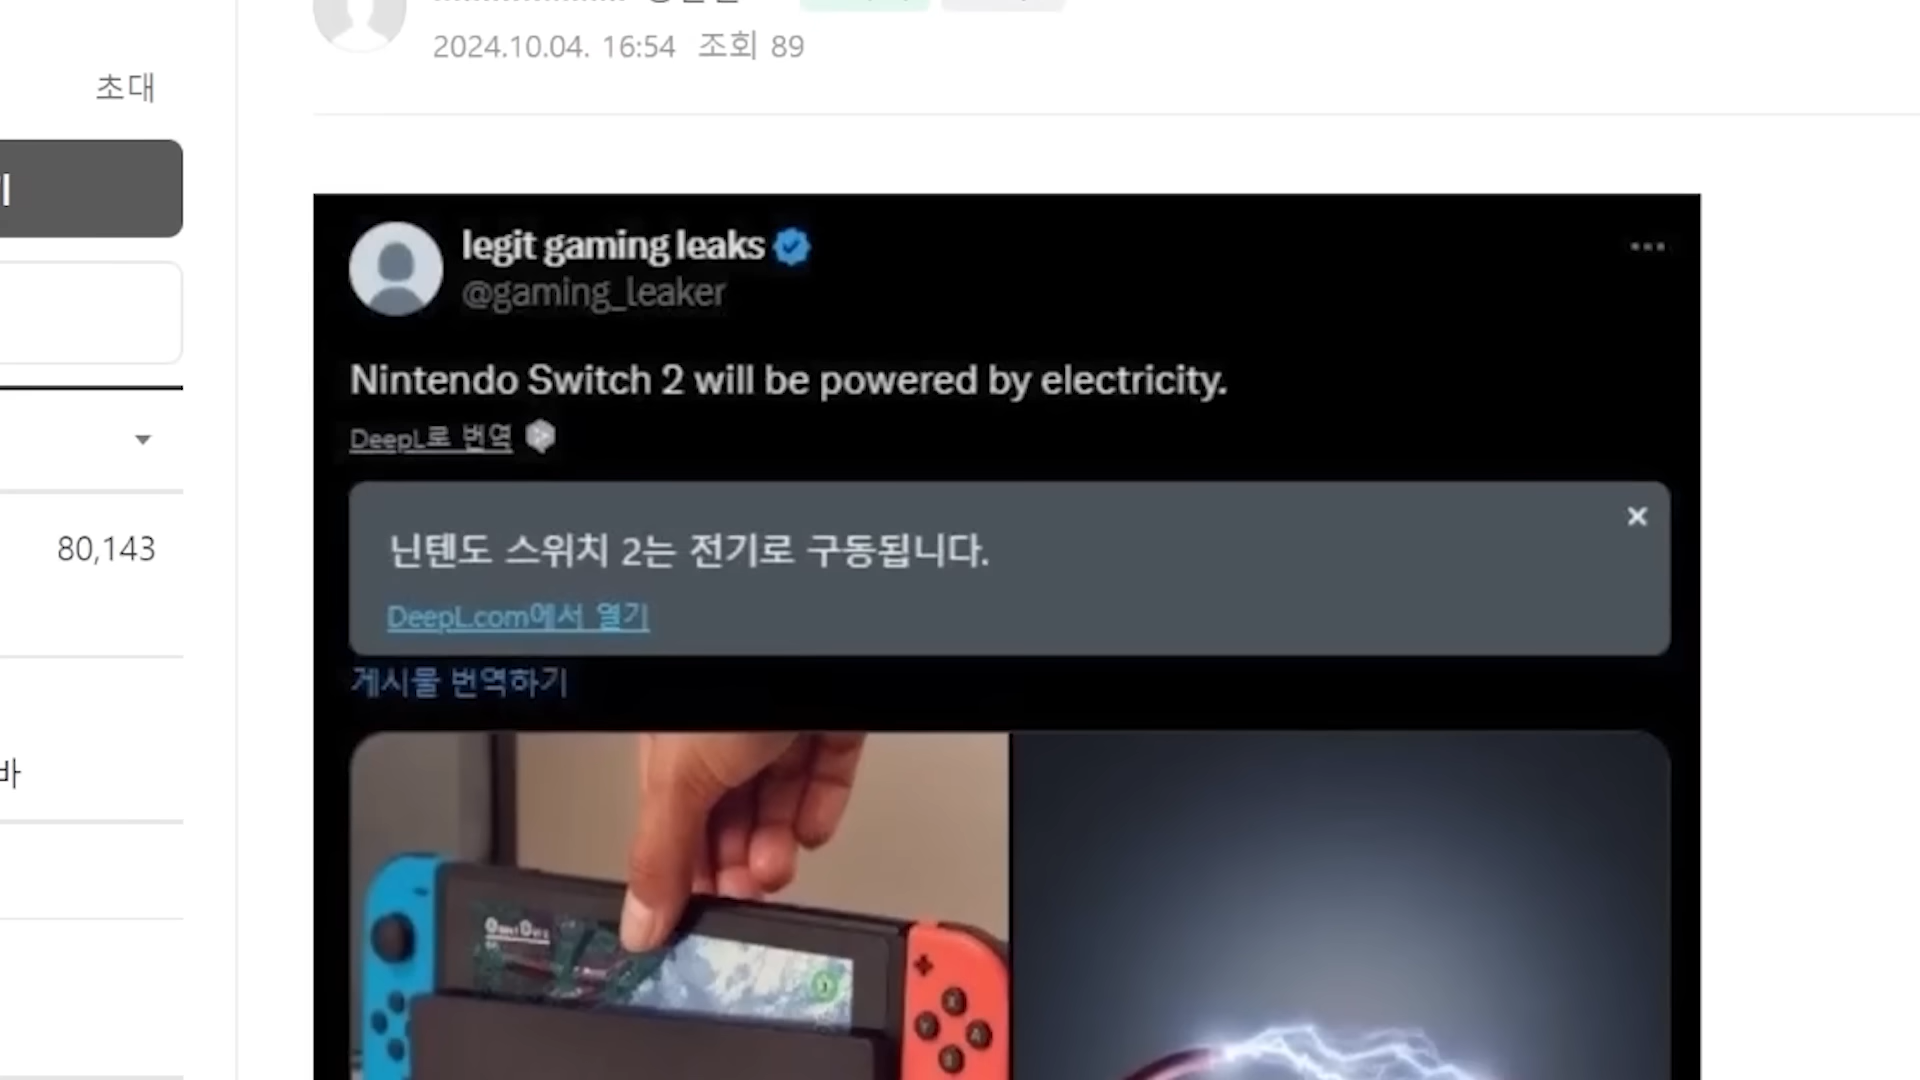 2024.10.04. 16:54 조회 89
초대
legit gaming leaks
@gaming_leaker
Nintendo Switch 2 will be powered by electricity.
DeepL로 번역
닌텐도 스위치 2는 전기로 구동됩니다.
DeepL.com에서 열기
게시물 번역하기
80,143
바